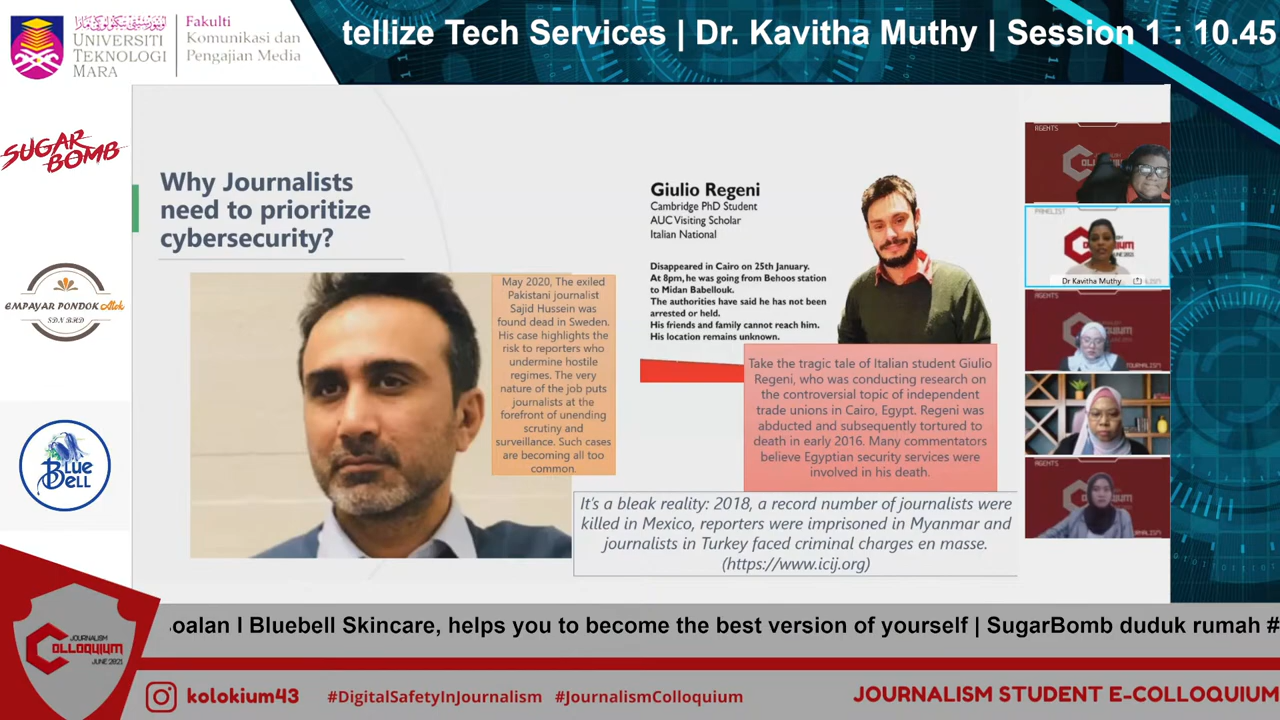 UNIVERSITI
TEKNOLOGI
MARA
Fakulti
Komunikasi dan
Pengajian Media
tellize Tech Services | Dr. Kavitha Muthy | Session 1 : 10.45
SUGAR
BOMB
EMPAYAR PONDOK
SDN BHD
Blue
Bell
Why Journalists
need to prioritize
cybersecurity?
May 2020, The exiled
Pakistani journalist
Sajid Hussein was
found dead in Sweden.
His case highlights the
risk to reporters who
undermine hostile
regimes. The very
nature of the job puts
journalists at the
forefront of unending
scrutiny and
surveillance. Such cases
are becoming all too
common.
Giulio Regeni
Cambridge PhD Student
AUC Visiting Scholar
Italian National
Disappeared in Cairo on 25th January.
At 8pm, he was going from Behoos station
to Midan Babellouk.
The authorities have said he has not been
arrested or held.
His friends and family cannot reach him.
His location remains unknown.
Take the tragic tale of Italian student Giulio
Regeni, who was conducting research on
the controversial topic of independent
trade unions in Cairo, Egypt. Regeni was
abducted and subsequently tortured to
death in early 2016. Many commentators
believe Egyptian security services were
involved in his death.
It's a bleak reality: 2018, a record number of journalists were
killed in Mexico, reporters were imprisoned in Myanmar and
journalists in Turkey faced criminal charges en masse.
(https://www.icij.org)
PANELIST
Dr Kavitha Muthy
oalan I Bluebell Skincare, helps you to become the best version of yourself | SugarBomb duduk rumah #
JOURNALISM
COLLOQUIUM
JUNE 2021
kolokium43
#DigitalSafetyInJournalism #JournalismColloquium
JOURNALISM STUDENT E-COLLOQUIUM